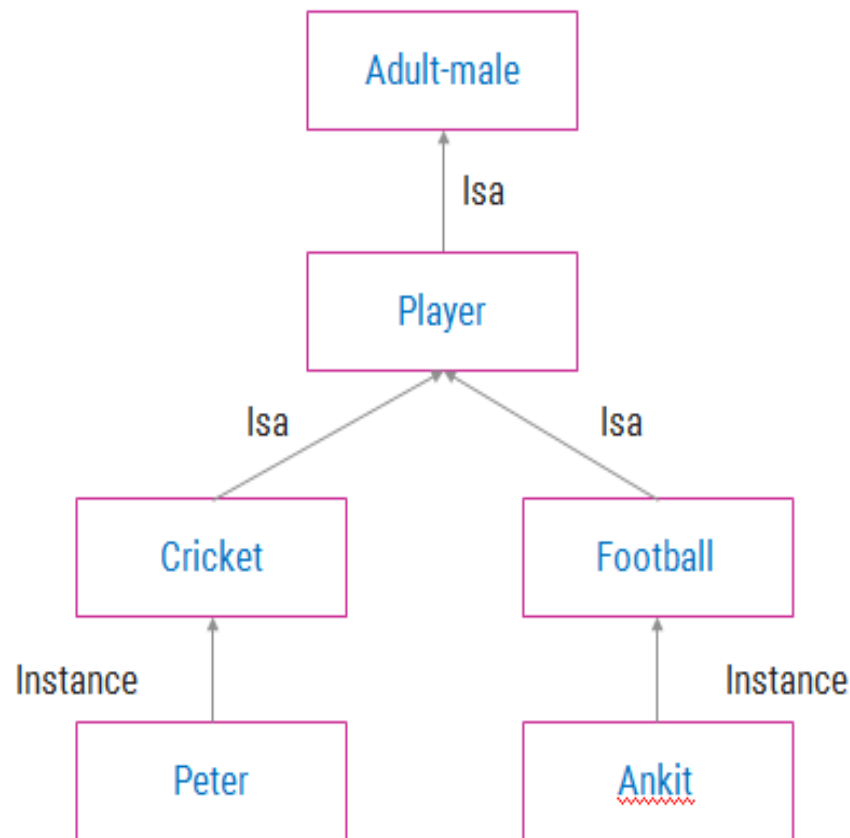 Adult-male
Isa
Player
Isa
Isa
Cricket
Football
Instance
Instance
Peter
Ankit